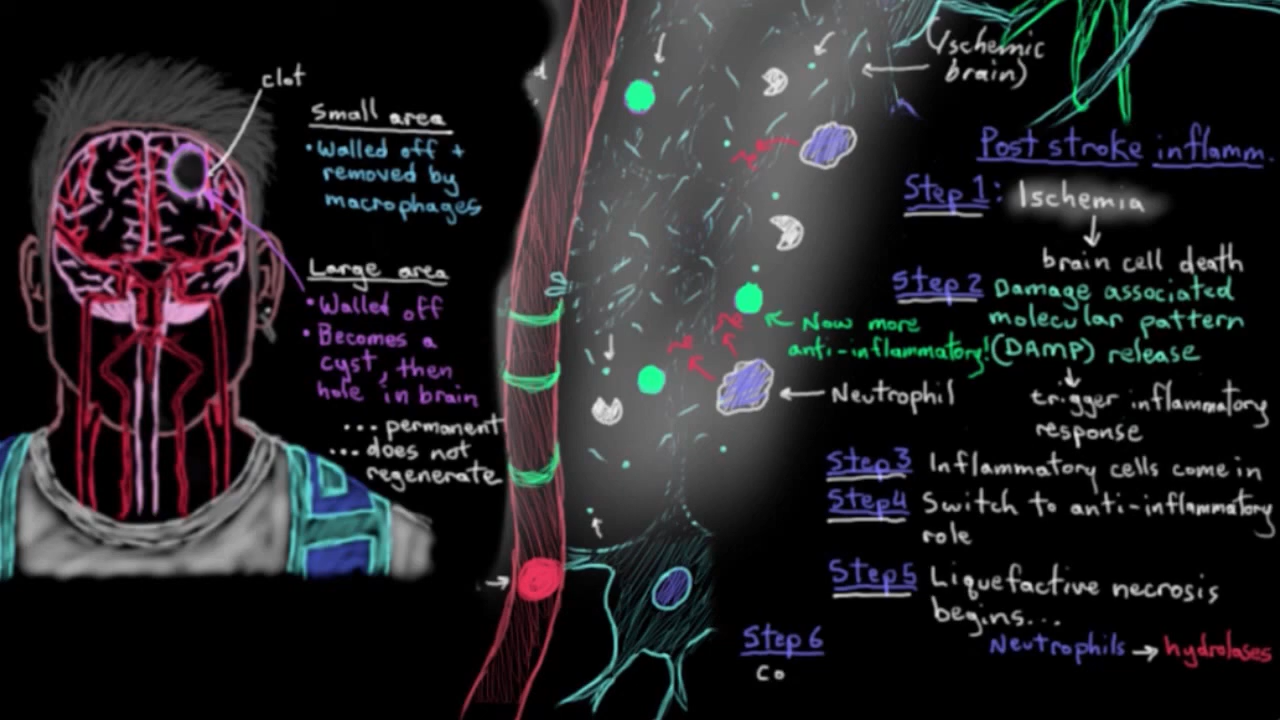 clot
Small area
• Walled off +
removed by
macrophages
Large area
• Walled off
• Becomes a
cyst, then
hole in brain
... permanent
... does not
regenerate
d
(Ischemic
brain)
Now more
anti-inflammatory!
Neutrophil
Post stroke inflamm.
Step 1: Ischemia
brain cell death
Step 2 Damage associated
molecular pattern
(DAMP) release
trigger inflammatory
response
Step 3 Inflammatory cells come in
Step 4 Switch to anti-inflammatory
role
Step 5 Liquefactive necrosis
begins...
Neutrophils → hydrolases
Step 6
Co